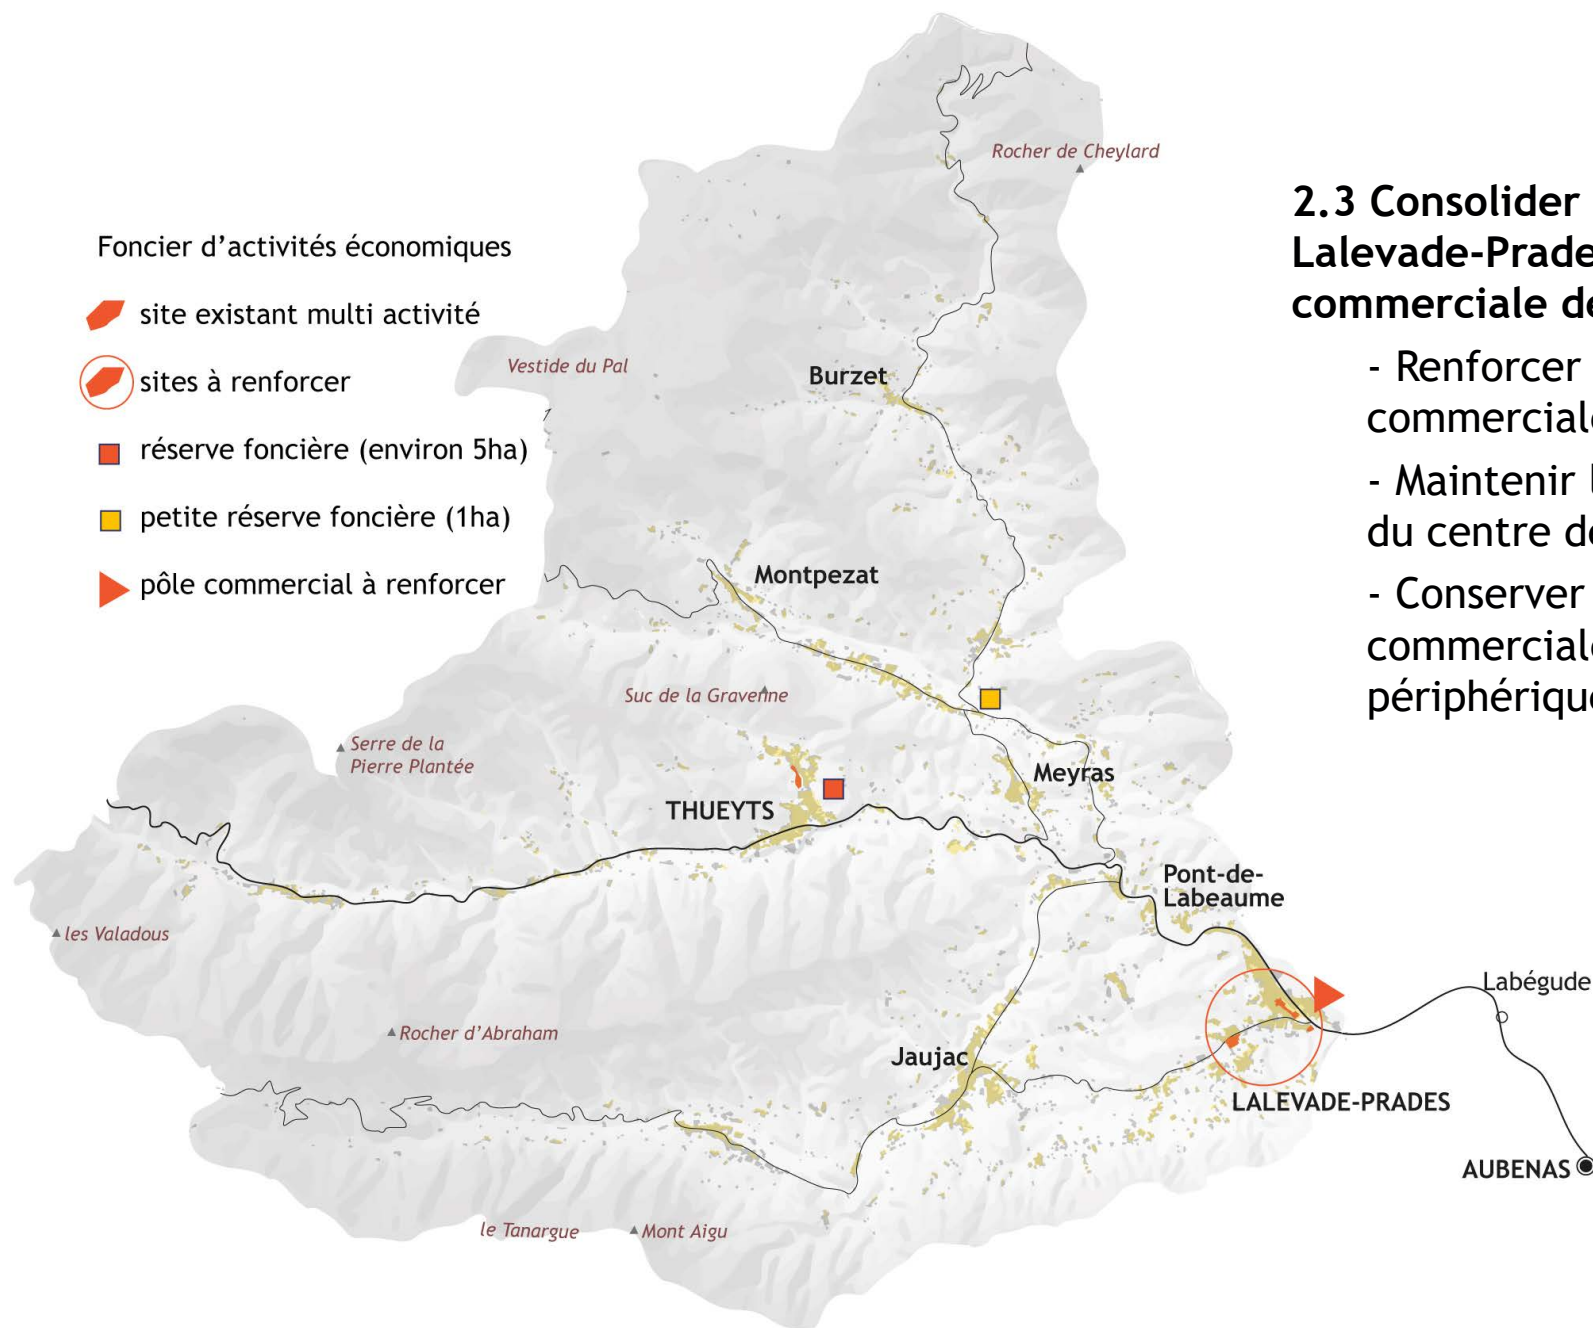 Foncier d'activités économiques
site existant multi activité
sites à renforcer
réserve foncière (environ 5ha)
petite réserve foncière (1ha)
pôle commercial à renforcer
Rocher de Cheylard
Vestide du Pal
Burzet
Montpezat
Suc de la Gravenne
Serre de la
Pierre Plantée
Meyras
THUEYTS
Pont-de-
Labeaume
les Valadous
Labégude
Rocher d'Abraham
Jaujac
LALEVADE-PRADES
AUBENAS
le Tanargue
Mont Aigu
2.3 Consolider
Lalevade-Prade
commerciale de
- Renforcer
commerciale
- Maintenir l
du centre de
- Conserver
commerciale
périphérique